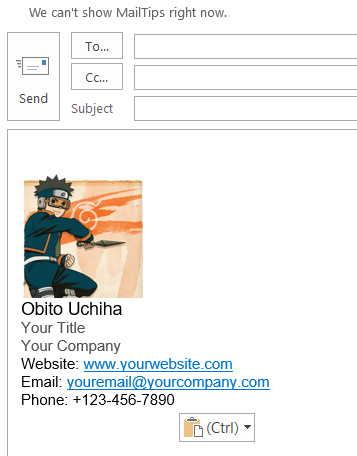 We can't show MailTips right now.
To...
Cc...
Send
Subject
Obito Uchiha
Your Title
Your Company
Website: www.yourwebsite.com
Email: youremail@yourcompany.com
Phone: +123-456-7890
(Ctrl)